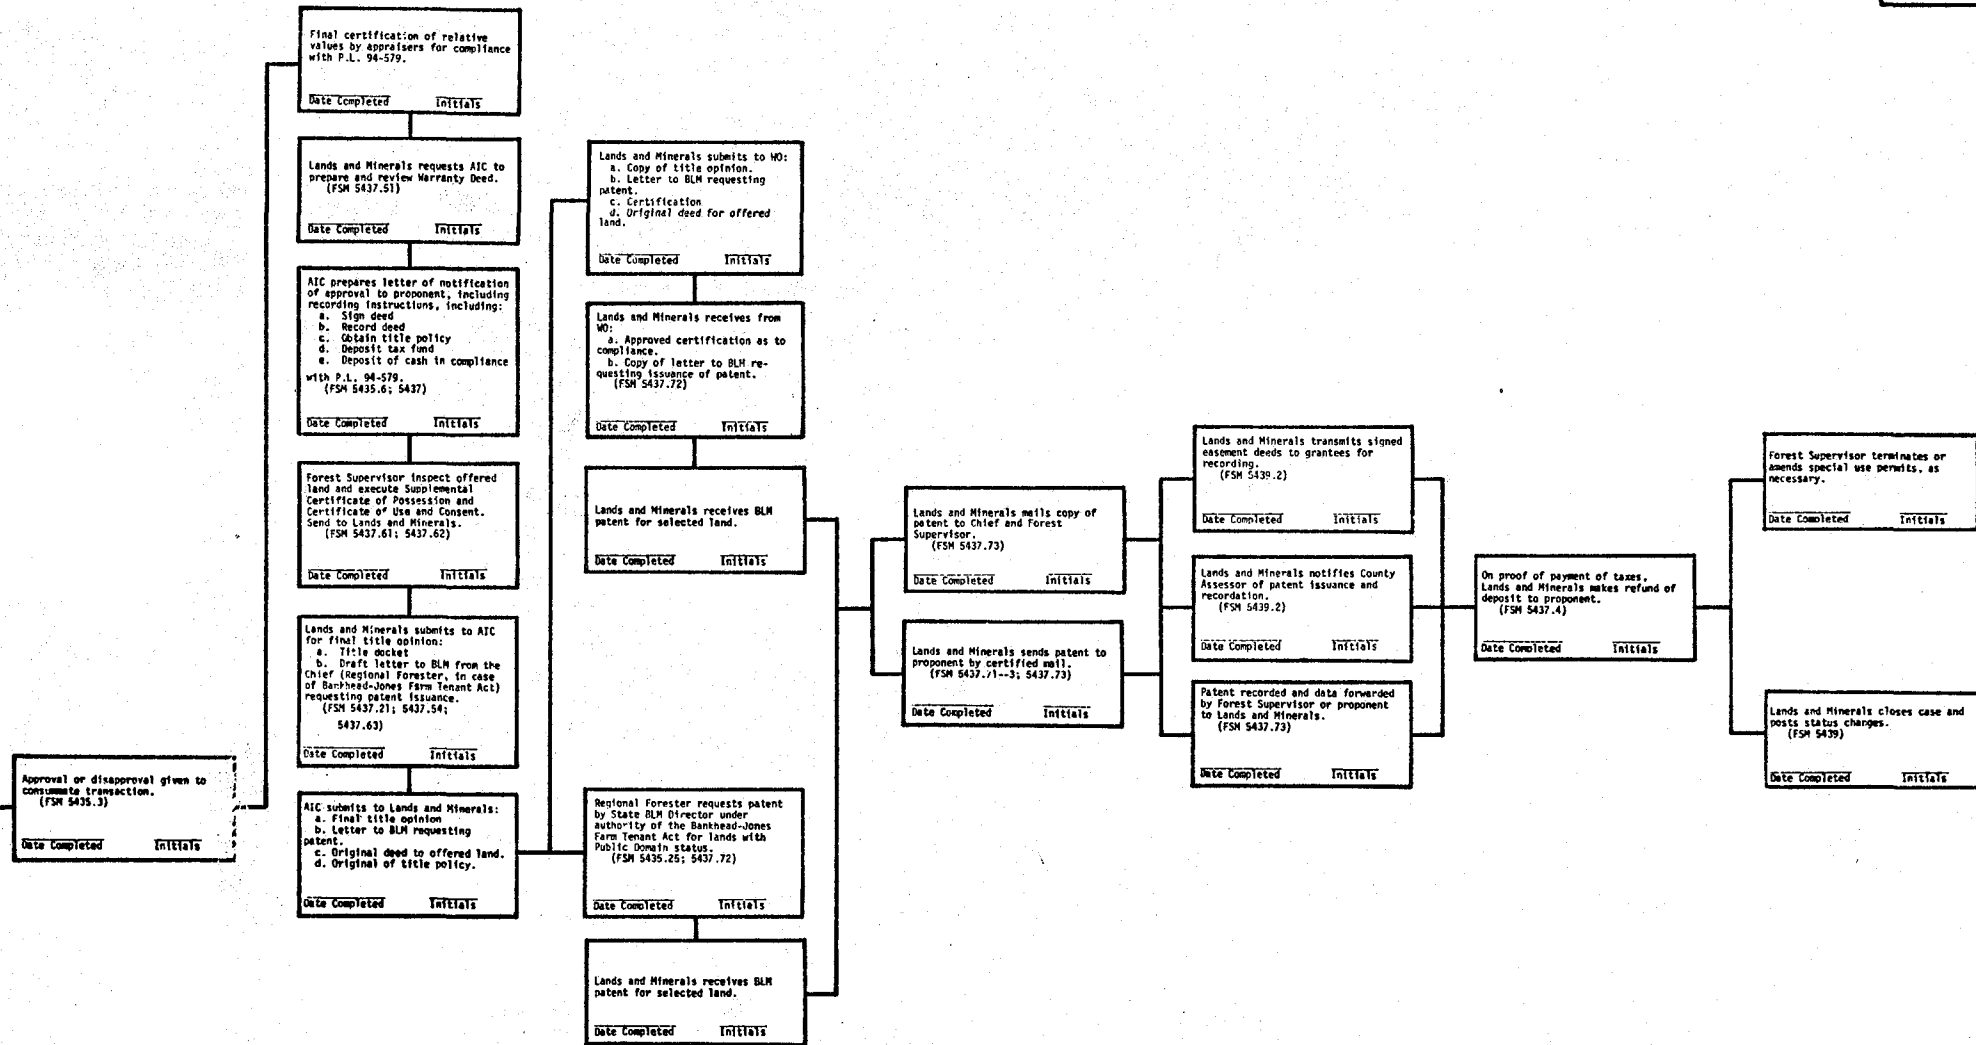 Approval or disapproval given to
consummate transaction.
(FSM 5435.3)
Date Completed Initials
Final certification of relative
values by appraisers for compliance
with P.L. 94-579.
Date Completed Initials
Lands and Minerals requests AIC to
prepare and review Warranty Deed.
(FSM 5437.51)
Date Completed Initials
AIC prepares letter of notification
of approval to proponent, including
recording instructions, including:
a. Sign deed
b. Record deed
c. Obtain title policy
d. Deposit tax fund
e. Deposit of cash in compliance
with P.L. 94-579.
(FSM 5435.6; 5437)
Date Completed Initials
Forest Supervisor inspect offered
land and execute Supplemental
Certificate of Possession and
Certificate of Use and Consent.
Send to Lands and Minerals.
(FSM 5437.61; 5437.62)
Date Completed Initials
Lands and Minerals submits to AIC
for final title opinion:
a. Title docket
b. Draft letter to BLM from the
Chief (Regional Forester, in case
of Bankhead-Jones Farm Tenant Act)
requesting patent issuance.
(FSM 5437.21; 5437.54;
5437.63)
Date Completed Initials
AIC submits to Lands and Minerals:
a. Final title opinion
b. Letter to BLM requesting
patent.
c. Original deed to offered land.
d. Original of title policy.
Date Completed Initials
Lands and Minerals submits to WO:
a. Copy of title opinion.
b. Letter to BLM requesting
patent.
c. Certification
d. Original deed for offered
land.
Date Completed Initials
Lands and Minerals receives from
WO:
a. Approved certification as to
compliance.
b. Copy of letter to BLM re-
questing issuance of patent.
(FSM 5437.72)
Date Completed Initials
Lands and Minerals receives BLM
patent for selected land.
Date Completed Initials
Regional Forester requests patent
by State BLM Director under
authority of the Bankhead-Jones
Farm Tenant Act for lands with
Public Domain status.
(FSM 5435.25; 5437.72)
Date Completed Initials
Lands and Minerals receives BLM
patent for selected land.
Date Completed Initials
Lands and Minerals mails copy of
patent to Chief and Forest
Supervisor.
(FSM 5437.73)
Date Completed Initials
Lands and Minerals sends patent to
proponent by certified mail.
(FSM 5437.71--3; 5437.73)
Date Completed Initials
Lands and Minerals transmits signed
easement deeds to grantees for
recording.
(FSM 5439.2)
Date Completed Initials
Lands and Minerals notifies County
Assessor of patent issuance and
recordation.
(FSM 5439.2)
Date Completed Initials
Patent recorded and data forwarded
by Forest Supervisor or proponent
to Lands and Minerals.
(FSM 5437.73)
Date Completed Initials
On proof of payment of taxes,
Lands and Minerals makes refund of
deposit to proponent.
(FSM 5437.4)
Date Completed Initials
Forest Supervisor terminates or
amends special use permits, as
necessary.
Date Completed Initials
Lands and Minerals closes case and
posts status changes.
(FSM 5439)
Date Completed Initials